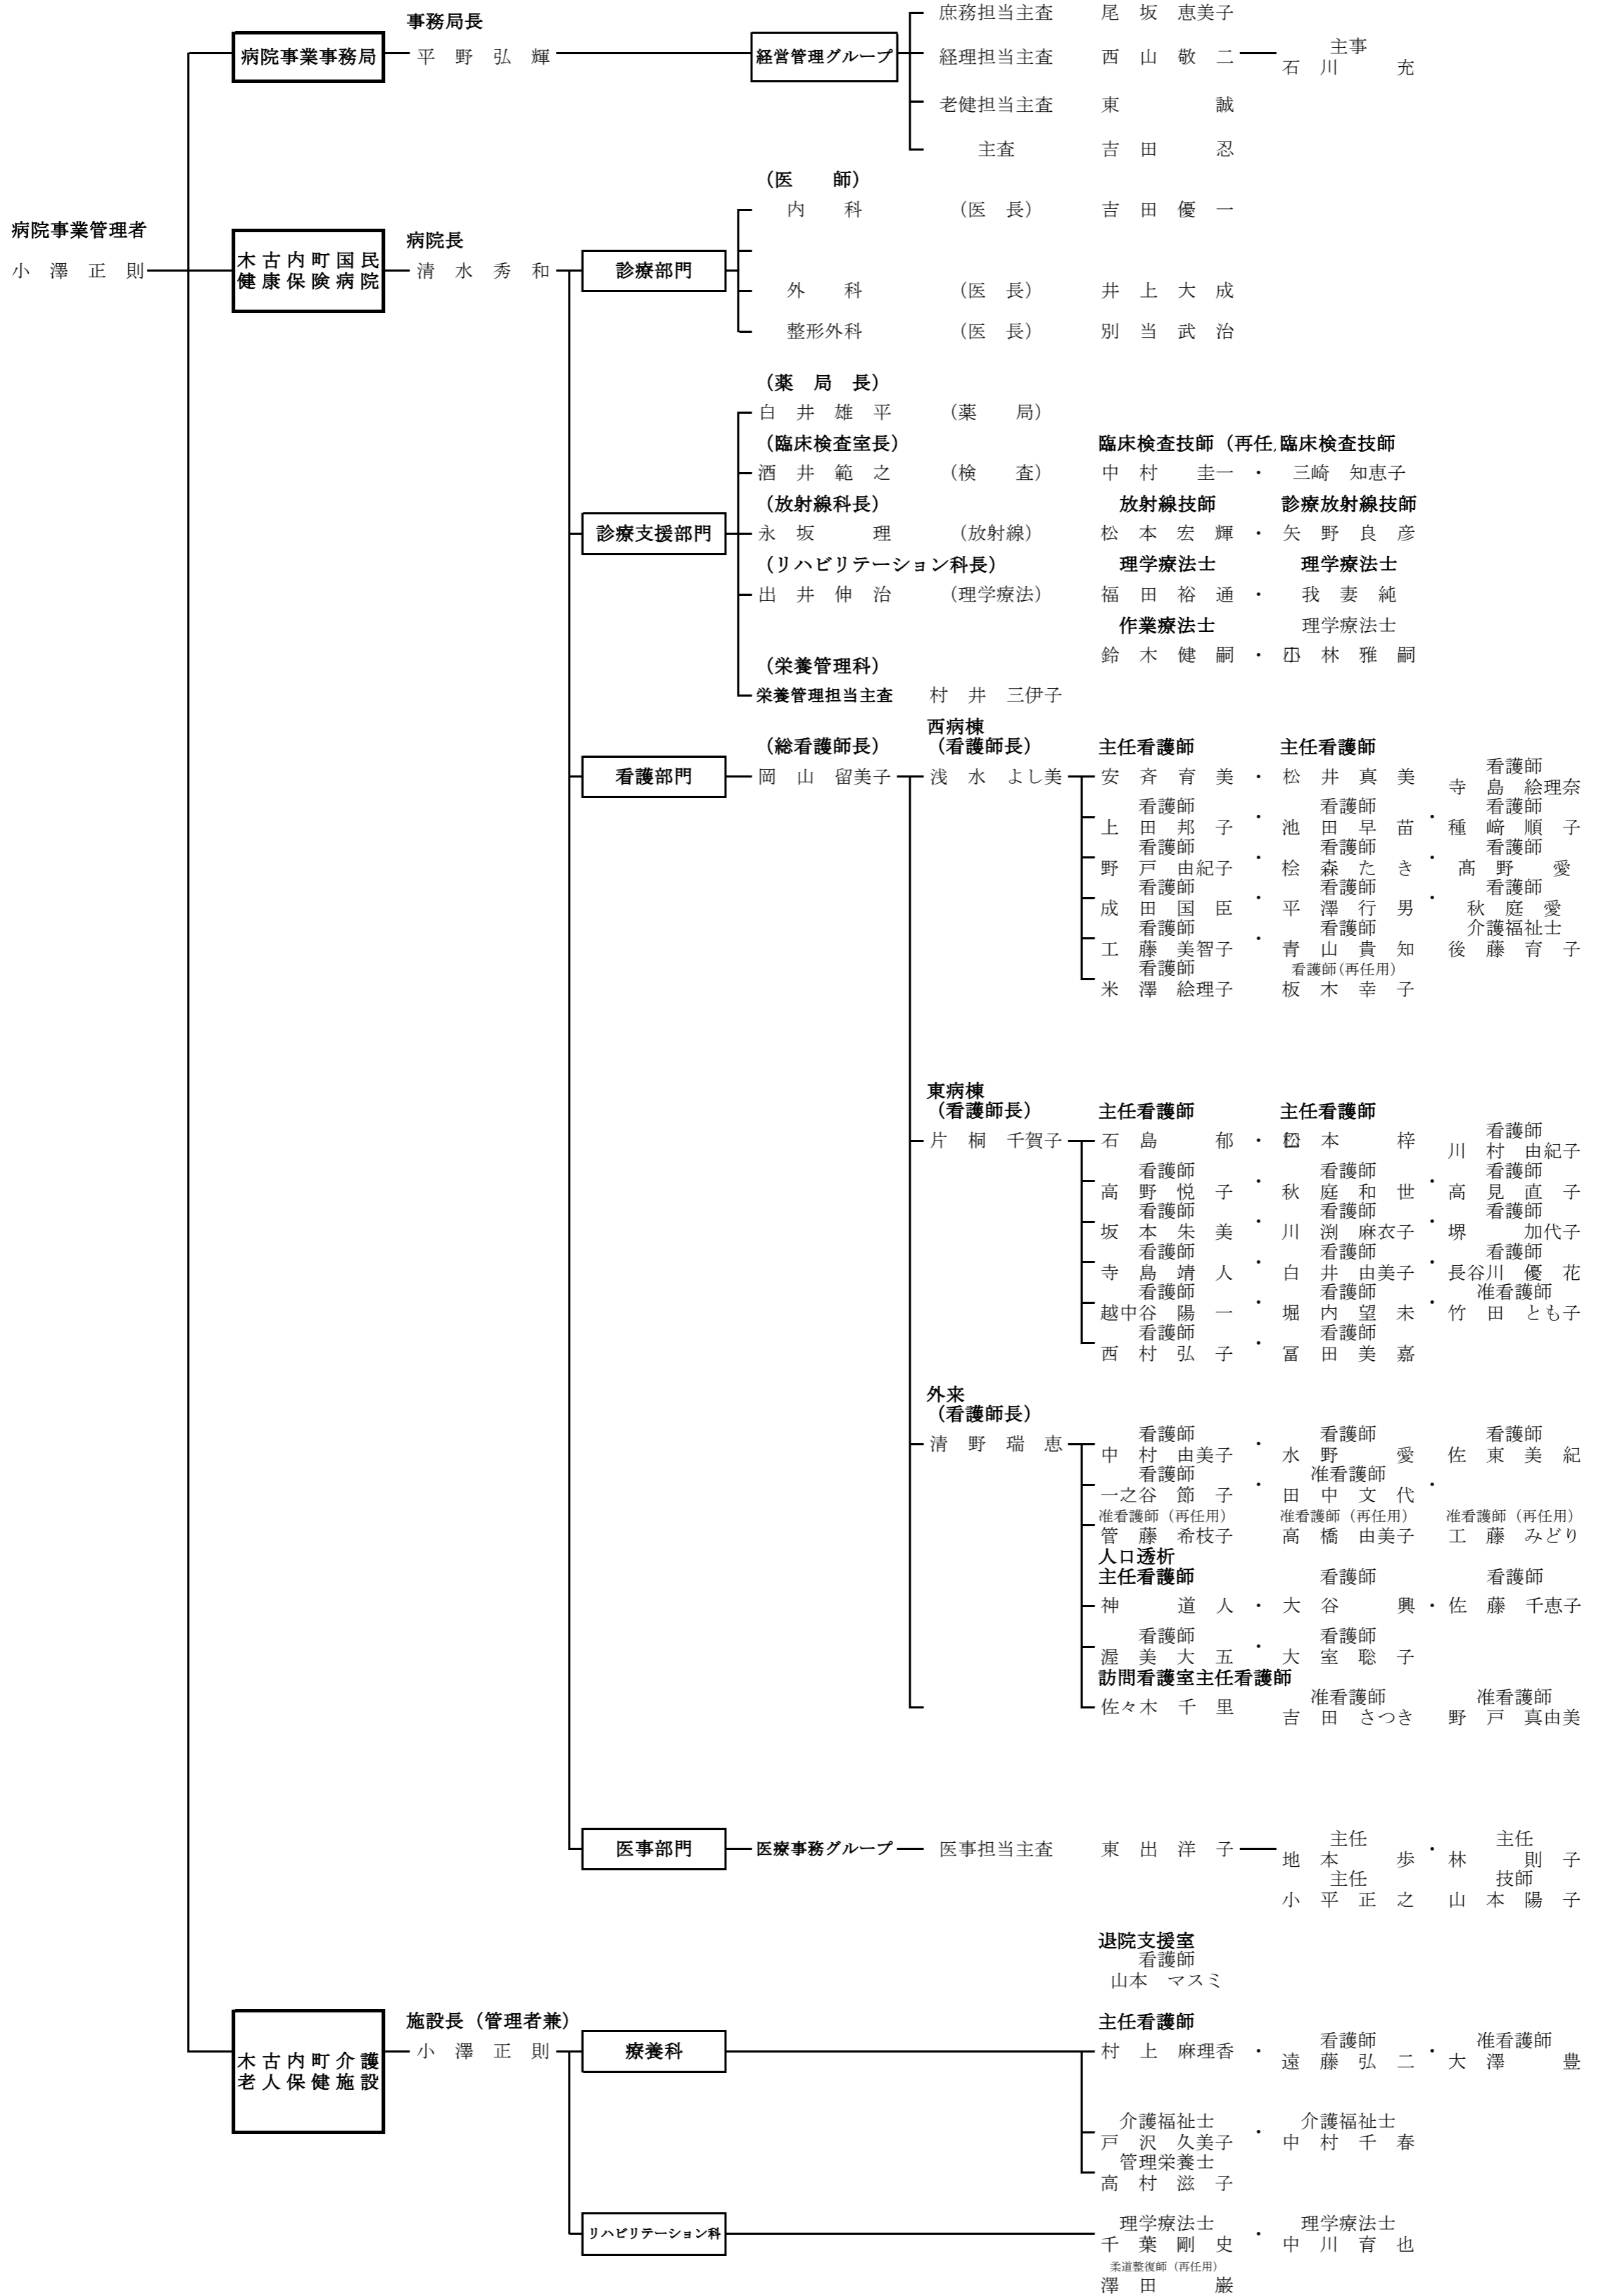 庶務担当主査 尾坂 恵美子
事務局長
病院事業事務局 平野弘輝 経営管理グループ 経理担当主査 西山敬二 主事
石川 充
老健担当主査 東 誠
主査 吉田 忍
(医 師)
内 科 (医 長) 吉田優一
病院事業管理者 病院長
小澤正則 木古内町国民
健康保険病院 清水秀和 診療部門
外 科 (医 長) 井上大成
整形外科 (医 長) 別当武治
(薬 局 長)
白井雄平 (薬 局)
(臨床検査室長) 臨床検査技師(再任 臨床検査技師
酒井範之 (検 査) 中村 圭一 ・ 三崎 知恵子
(放射線科長) 放射線技師 診療放射線技師
診療支援部門 永坂 理 (放射線) 松本宏輝 ・ 矢野良彦
(リハビリテーション科長) 理学療法士 理学療法士
出井伸治 (理学療法) 福田裕通 ・ 我妻純
作業療法士 理学療法士
鈴木健嗣 ・ 小林雅嗣
(栄養管理科)
栄養管理担当主査 村井 三伊子
西病棟
(総看護師長) (看護師長) 主任看護師 主任看護師
看護部門 岡山 留美子 浅水 よし美 安斉育美 ・ 松井真美 看護師
寺島 絵理奈
看護師 看護師 看護師
上田邦子 ・ 池田早苗 ・ 種﨑順子
看護師 看護師 看護師
野戸 由紀子 ・ 桧森たき ・ 髙野 愛
看護師 看護師 看護師
成田国臣 ・ 平澤行男 ・ 秋庭愛
看護師 看護師 介護福祉士
工藤 美智子 ・ 青山貴知 後藤育子
看護師 看護師(再任用)
米澤 絵理子 板木幸子
東病棟
(看護師長) 主任看護師 主任看護師
片桐 千賀子 石島 郁 ・ 松本 梓 看護師
川村 由紀子
看護師 看護師 看護師
高野悦子 ・ 秋庭和世 ・ 高見直子
看護師 看護師 看護師
坂本朱美 ・ 川渕 麻衣子 ・ 堺 加代子
看護師 看護師 看護師
寺島靖人 ・ 白井 由美子 ・ 長谷川 優花
看護師 看護師 准看護師
越中谷 陽一 ・ 堀内望未 ・ 竹田 とも子
看護師 看護師
西村弘子 ・ 冨田美嘉
外来
(看護師長)
清野瑞恵 看護師 看護師 看護師
中村 由美子 ・ 水野 愛 佐東美紀
看護師 准看護師
一之谷 節子 ・ 田中文代 ・
准看護師(再任用) 准看護師(再任用) 准看護師(再任用)
管藤 希枝子 高橋 由美子 工藤 みどり
人口透析
主任看護師 看護師 看護師
神 道人 ・ 大谷 興 ・ 佐藤 千恵子
看護師 看護師
渥美大五 ・ 大室聡子
訪問看護室主任看護師
佐々木 千里 准看護師 准看護師
吉田 さつき 野戸 真由美
医事部門 医療事務グループ 医事担当主査 東出洋子 主任 主任
地本 歩 ・ 林 則子
主任 技師
小平正之 山本陽子
退院支援室
看護師
山本 マスミ
施設長(管理者兼) 主任看護師
木古内町介護
老人保健施設 小澤正則 療養科 村上 麻理香 ・ 看護師 准看護師
遠藤弘二 ・ 大澤 豊
介護福祉士 介護福祉士
戸沢 久美子 ・ 中村千春
管理栄養士
高村滋子
リハビリテーション科 理学療法士 理学療法士
千葉剛史 ・ 中川育也
柔道整復師(再任用)
澤田 巌